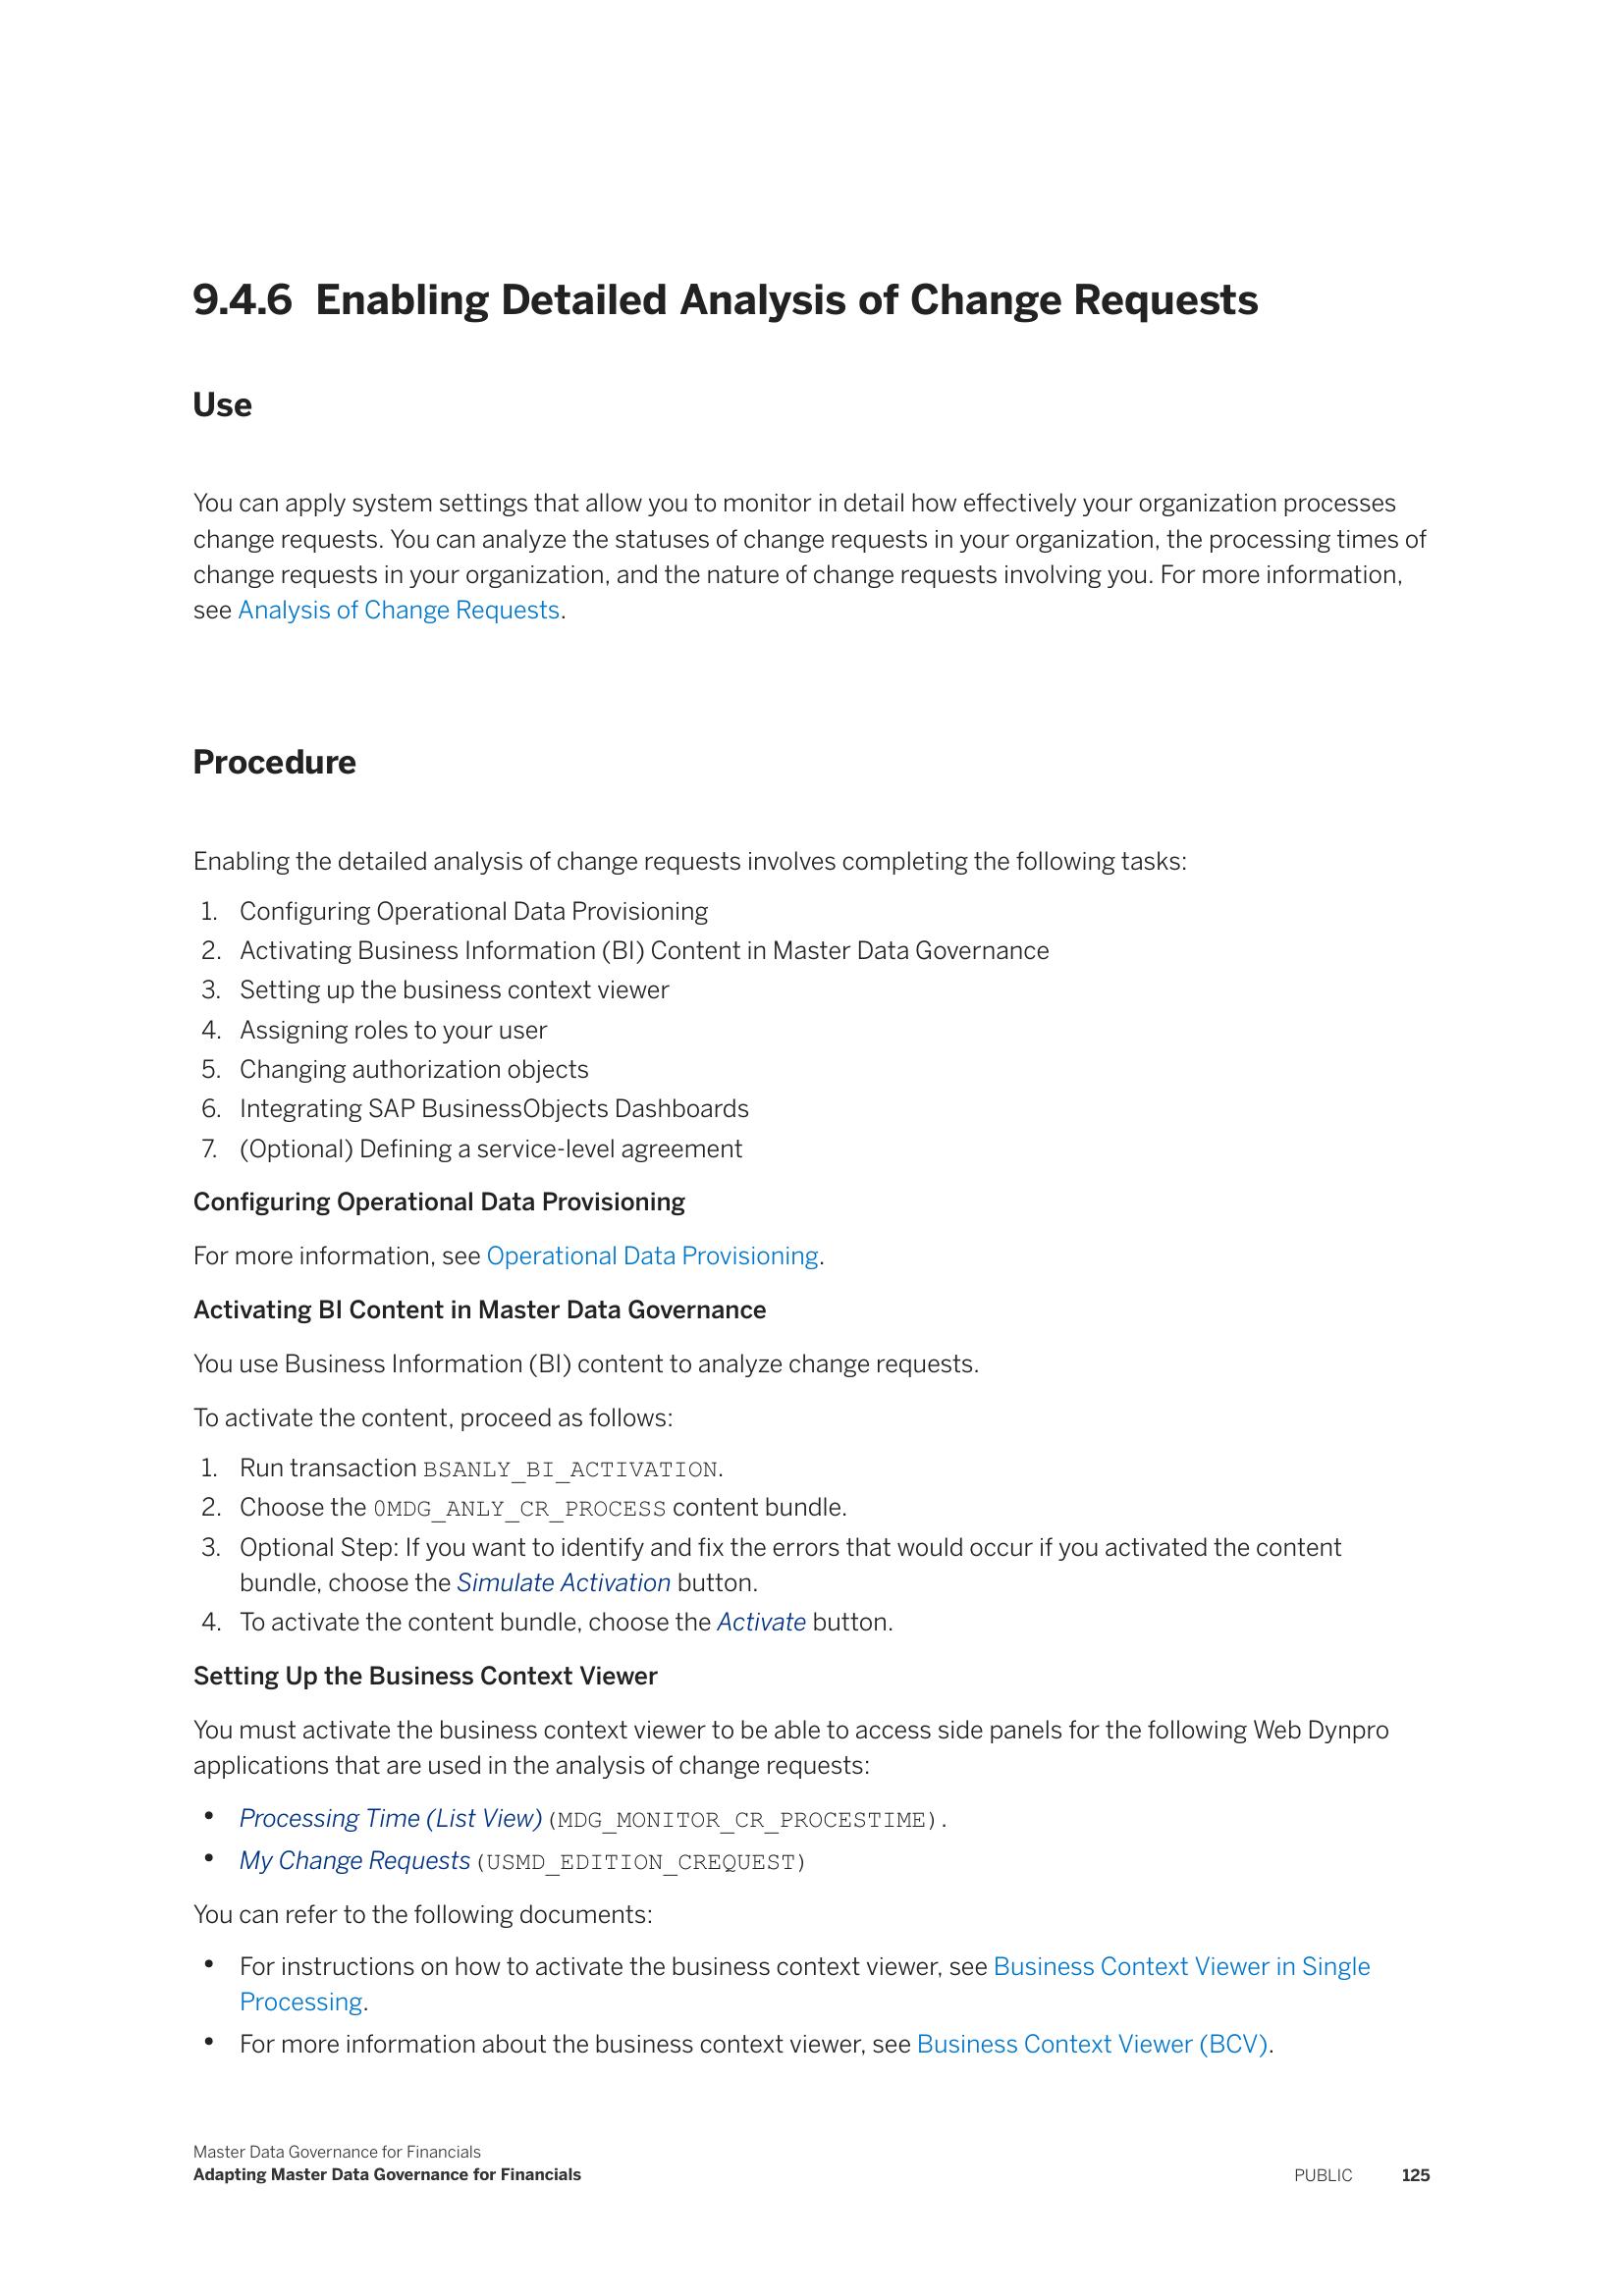 9.4.6 Enabling Detailed Analysis of Change Requests
Use
You can apply system settings that allow you to monitor in detail how effectively your organization processes
change requests. You can analyze the statuses of change requests in your organization, the processing times of
change requests in your organization, and the nature of change requests involving you. For more information,
see Analysis of Change Requests.
Procedure
Enabling the detailed analysis of change requests involves completing the following tasks:
1. Configuring Operational Data Provisioning
2. Activating Business Information (BI) Content in Master Data Governance
3. Setting up the business context viewer
4. Assigning roles to your user
5. Changing authorization objects
6. Integrating SAP BusinessObjects Dashboards
7. (Optional) Defining a service-level agreement
Configuring Operational Data Provisioning
For more information, see Operational Data Provisioning.
Activating BI Content in Master Data Governance
You use Business Information (BI) content to analyze change requests.
To activate the content, proceed as follows:
1. Run transaction BSANLY_BI_ACTIVATION.
2. Choose the 0MDG_ANLY_CR_PROCESS content bundle.
3. Optional Step: If you want to identify and fix the errors that would occur if you activated the content
bundle, choose the Simulate Activation button.
4. To activate the content bundle, choose the Activate button.
Setting Up the Business Context Viewer
You must activate the business context viewer to be able to access side panels for the following Web Dynpro
applications that are used in the analysis of change requests:
• Processing Time (List View) (MDG_MONITOR_CR_PROCESTIME).
• My Change Requests (USMD_EDITION_CREQUEST)
You can refer to the following documents:
• For instructions on how to activate the business context viewer, see Business Context Viewer in Single
Processing.
• For more information about the business context viewer, see Business Context Viewer (BCV).
Master Data Governance for Financials
Adapting Master Data Governance for Financials
PUBLIC 125